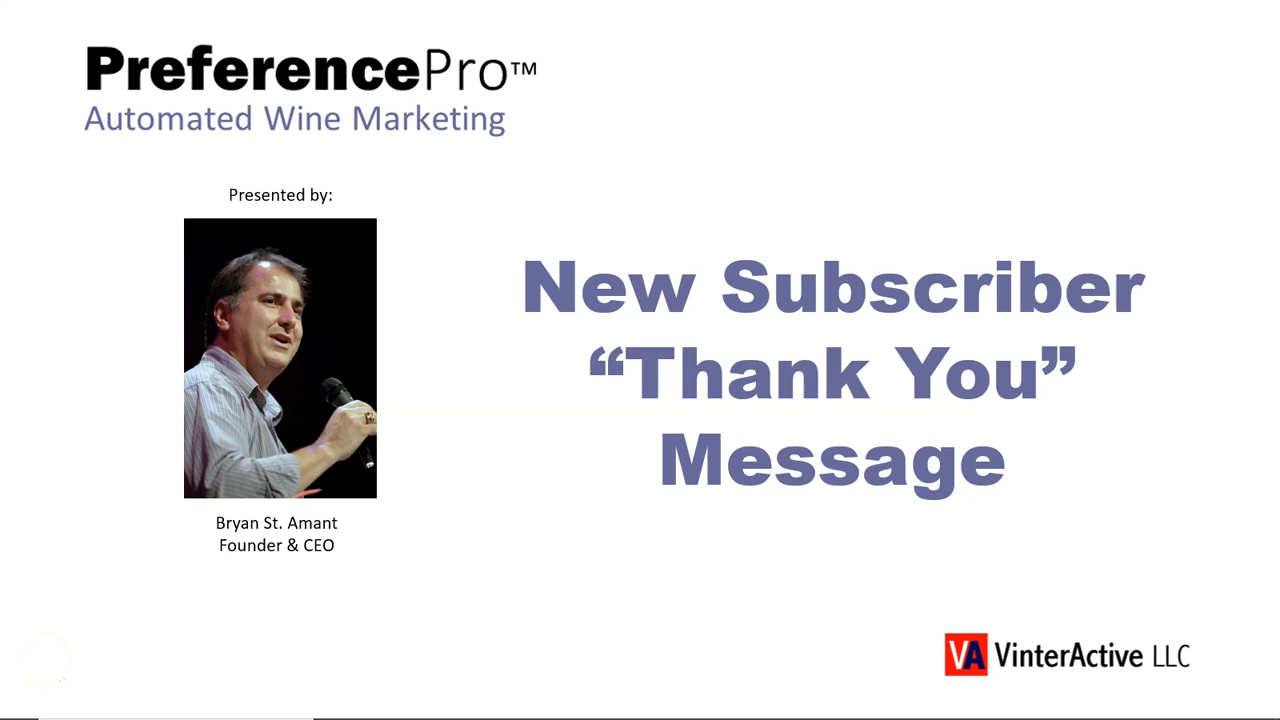 PreferencePro™
Automated Wine Marketing
Presented by:
New Subscriber
“Thank You”
Message
Bryan St. Amant
Founder & CEO
VA VinterActive LLC